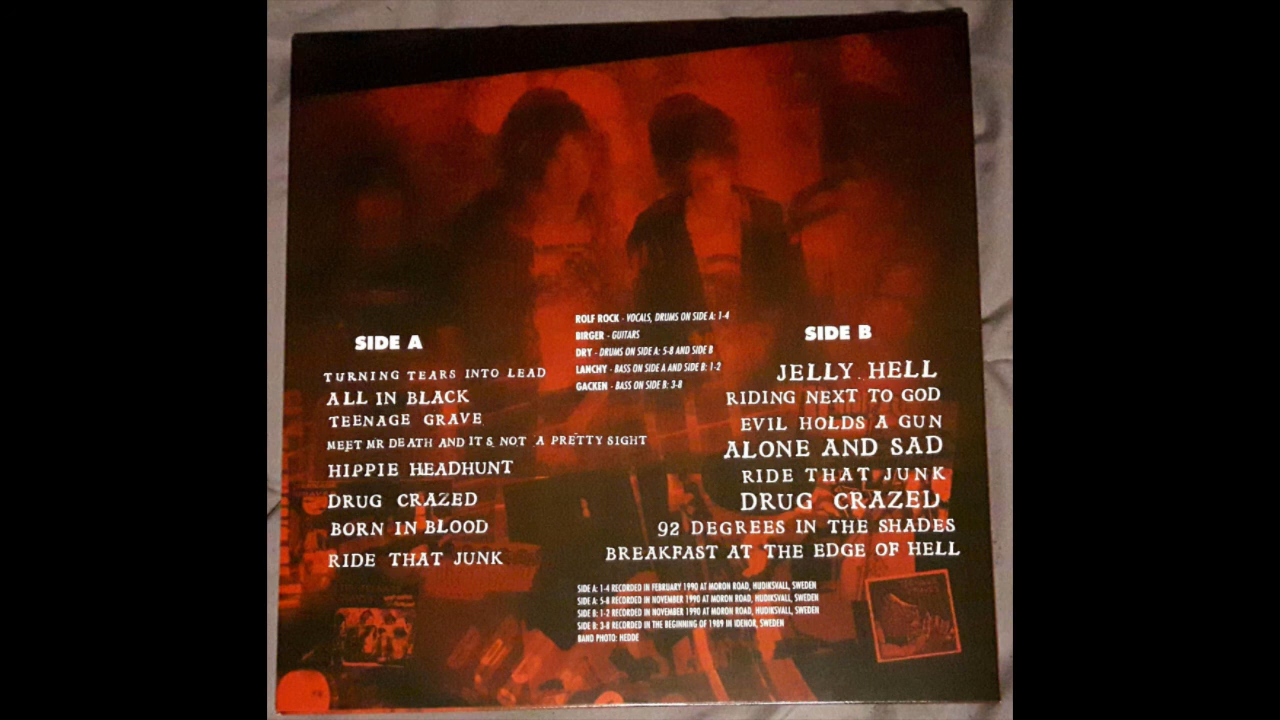 SIDE A
TURNING TEARS INTO LEAD
ALL IN BLACK
TEENAGE GRAVE
MEET MR DEATH AND IT'S NOT A PRETTY SIGHT
HIPPIE HEADHUNT
DRUG CRAZED
BORN IN BLOOD
RIDE THAT JUNK
ROLF ROCK - VOCALS, DRUMS ON SIDE A: 1-4
BIRGER - GUITARS
DRY - DRUMS ON SIDE A: 5-8 AND SIDE B
LANCHY - BASS ON SIDE A AND SIDE B: 1-2
GACKEN - BASS ON SIDE B: 3-8
SIDE B
JELLY HELL
RIDING NEXT TO GOD
EVIL HOLDS A GUN
ALONE AND SAD
RIDE THAT JUNK
DRUG CRAZED
92 DEGREES IN THE SHADES
BREAKFAST AT THE EDGE OF HELL
SIDE A: 1-4 RECORDED IN FEBRUARY 1990 AT MORON ROAD, HUDIKSVALL, SWEDEN
SIDE A: 5-8 RECORDED IN NOVEMBER 1990 AT MORON ROAD, HUDIKSVALL, SWEDEN
SIDE B: 1-2 RECORDED IN NOVEMBER 1990 AT MORON ROAD, HUDIKSVALL, SWEDEN
SIDE B: 3-8 RECORDED IN THE BEGINNING OF 1989 IN IDENOR, SWEDEN
BAND PHOTO: HEDDE